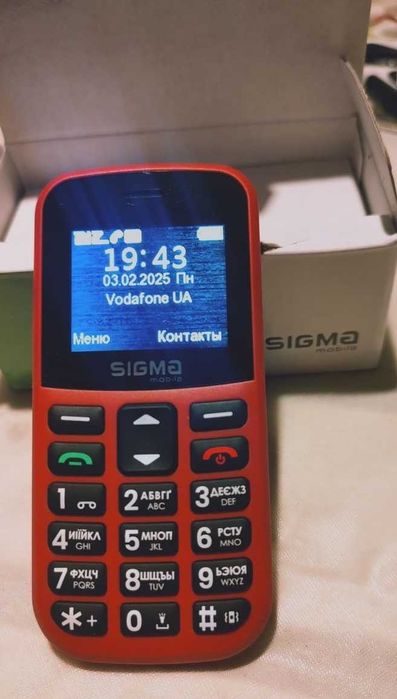 19:43
03.02.2025 Пн
Vodafone UA
Меню Контакты
SIGMA
mobile
SIGMA
mobile
1
2 АБВГґ ABC
3 ДЕЄЖЗ DEF
4 ИІЇЙКЛ GHI
5 МНОП JKL
6 РСТУ MNO
7 ФХЦЧ PQRS
8 ШЩЪЫ TUV
9 ЬЭЮЯ WXYZ
* +
0
#